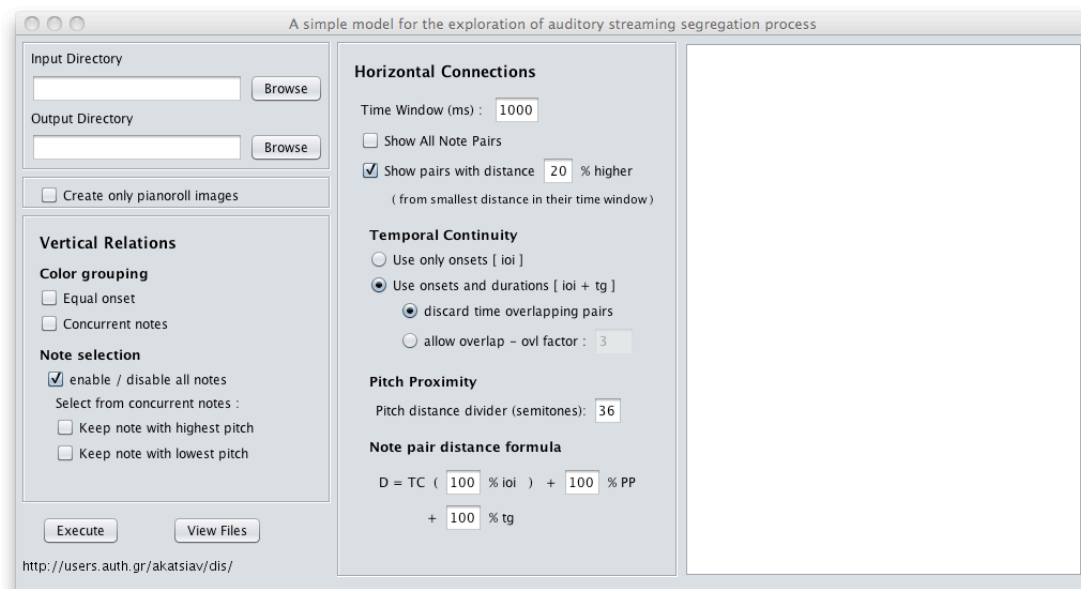 A simple model for the exploration of auditory streaming segregation process
Input Directory
Browse
Output Directory
Browse
Create only pianoroll images
Vertical Relations
Color grouping
Equal onset
Concurrent notes
Note selection
enable / disable all notes
Select from concurrent notes :
Keep note with highest pitch
Keep note with lowest pitch
Execute View Files
http://users.auth.gr/akatsiav/dis/
Horizontal Connections
Time Window (ms) : 1000
Show All Note Pairs
Show pairs with distance 20 % higher
( from smallest distance in their time window )
Temporal Continuity
Use only onsets [ ioi ]
Use onsets and durations [ ioi + tg ]
discard time overlapping pairs
allow overlap - ovl factor : 3
Pitch Proximity
Pitch distance divider (semitones): 36
Note pair distance formula
D = TC ( 100 % ioi ) + 100 % PP
+ 100 % tg